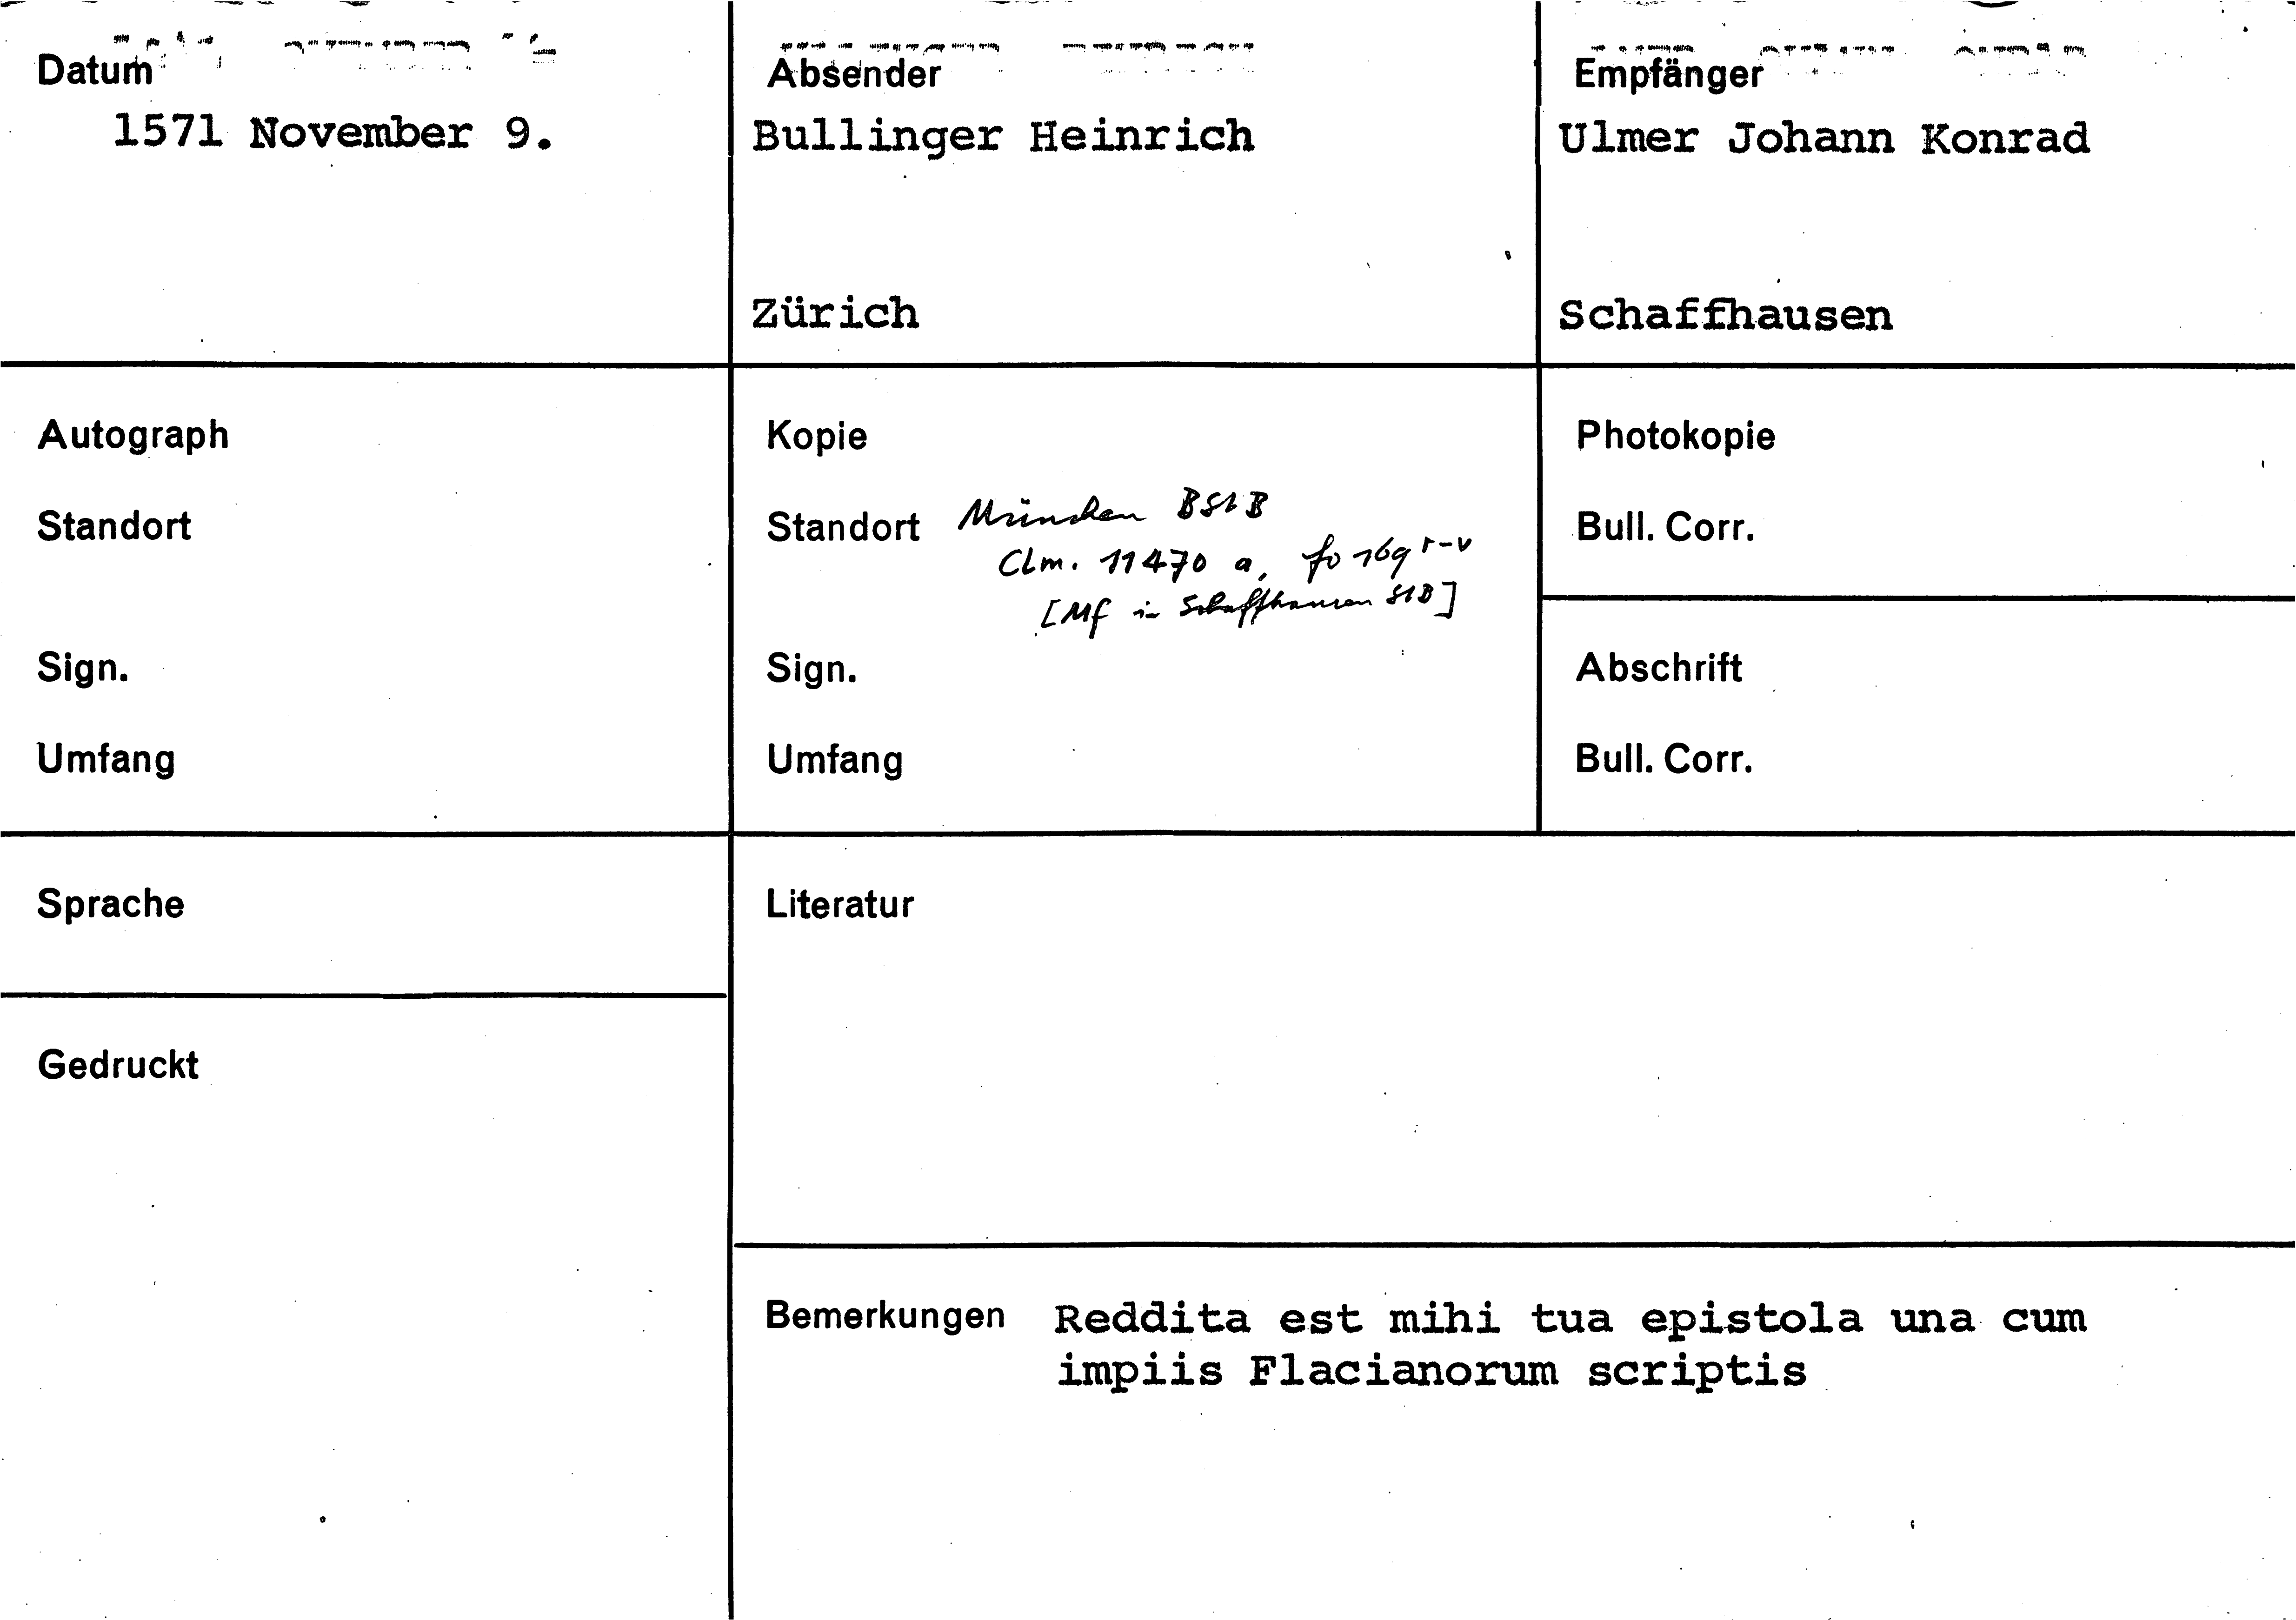 Datum
1571 November 9.
Absender
Bullinger Heinrich
Zürich
Empfänger
Ulmer Johann Konrad
Schaffhausen
Autograph
Standort
Sign.
Umfang
Kopie
Standort München BStB
Clm. 11470 a, fo 169 r-v
[Mf in Schaffhausen StB]
Sign.
Umfang
Photokopie
Bull. Corr.
Abschrift
Bull. Corr.
Sprache
Gedruckt
Literatur
Bemerkungen Reddita est mihi tua epistola una cum
impiis Flacianorum scriptis